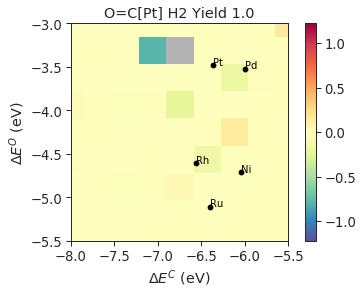 O=C[Pt] H2 Yield 1.0
−3.0
−3.5
−4.0
−4.5
−5.0
−5.5
ΔE^O (eV)
Pt
Pd
Rh
Ni
Ru
−8.0 −7.5 −7.0 −6.5 −6.0 −5.5
ΔE^C (eV)
1.0
0.5
0.0
−0.5
−1.0